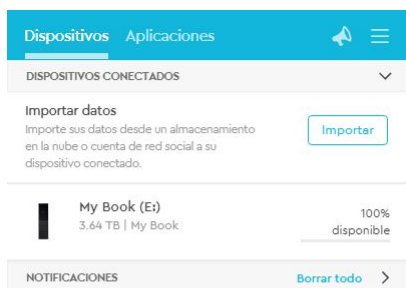 Dispositivos Aplicaciones
DISPOSITIVOS CONECTADOS
Importar datos
Importe sus datos desde un almacenamiento
en la nube o cuenta de red social a su
dispositivo conectado.
Importar
My Book (E:)
3.64 TB | My Book
100%
disponible
NOTIFICACIONES
Borrar todo